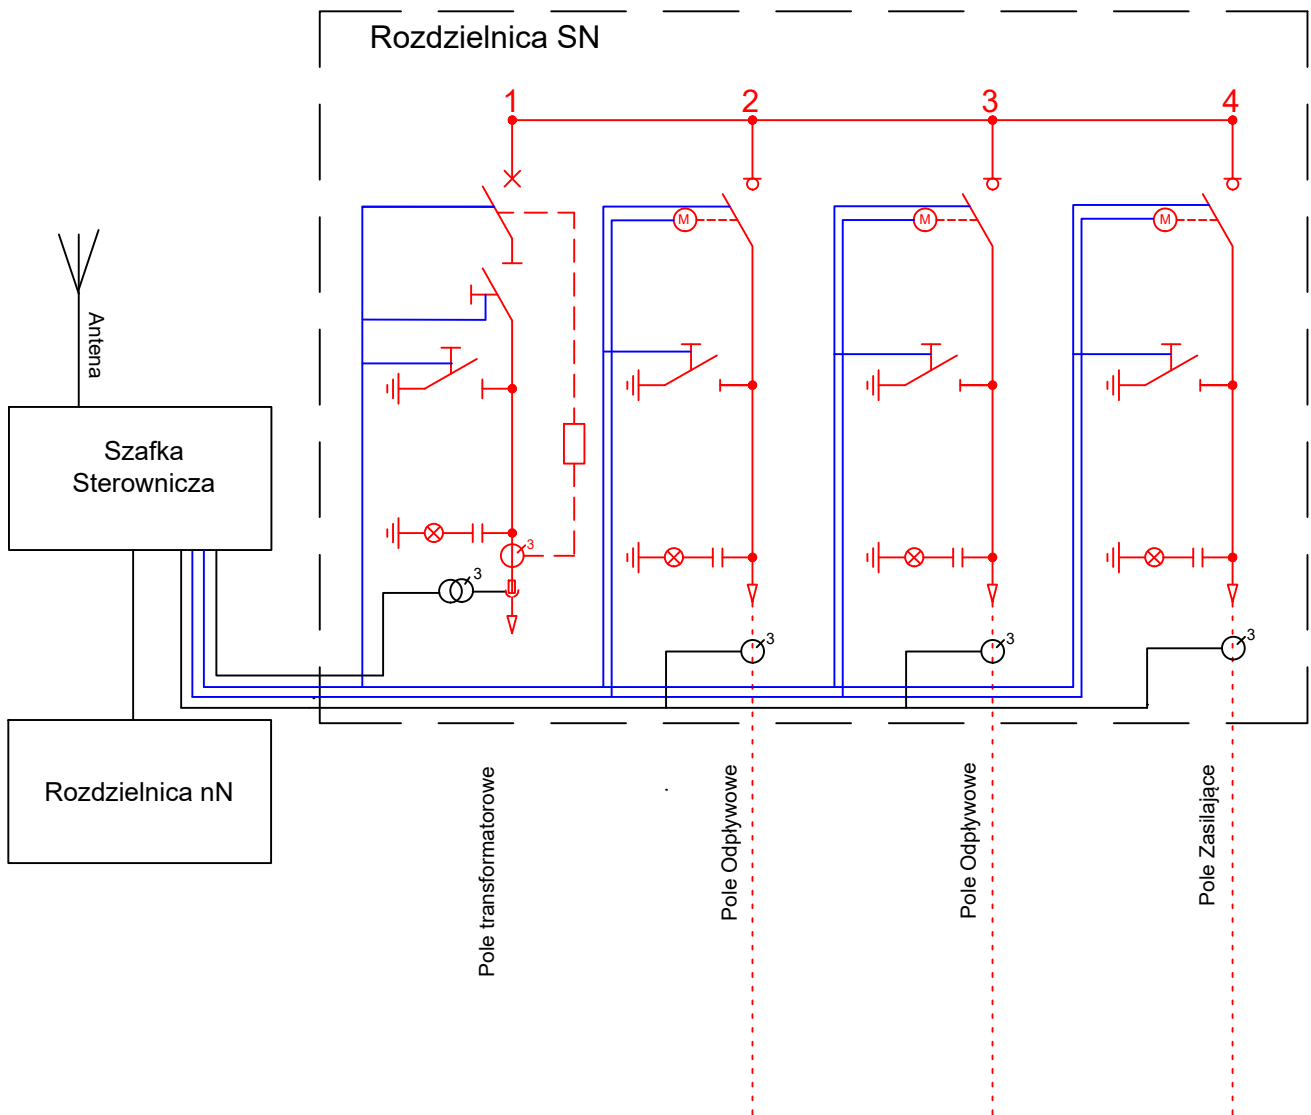 Rozdzielnica SN
1
2
3
4
M
M
M
Antena
Szafka
Sterownicza
3
3
3
3
3
Rozdzielnica nN
Pole transformatorowe
Pole Odpływowe
Pole Odpływowe
Pole Zasilające